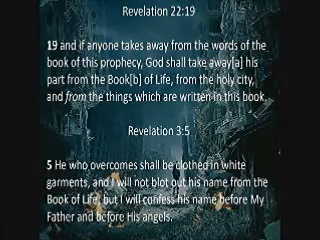 Revelation 22:19
19 and if anyone takes away from the words of the
book of this prophecy, God shall take away[a] his
part from the Book[b] of Life, from the holy city,
and from the things which are written in this book.
Revelation 3:5
5 He who overcomes shall be clothed in white
garments, and I will not blot out his name from the
Book of Life; but I will confess his name before My
Father and before His angels.